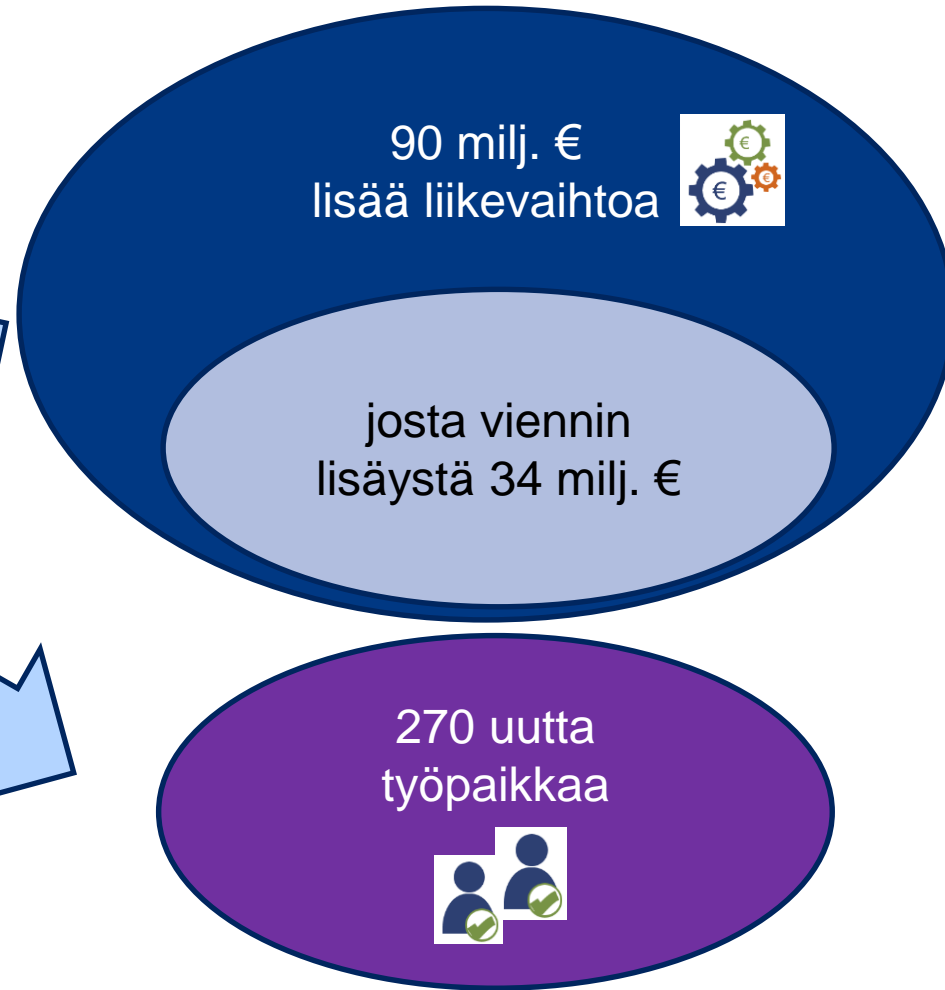 90 milj. €
lisää liikevaihtoa
€
€
€
josta viennin
lisäystä 34 milj. €
270 uutta
työpaikkaa